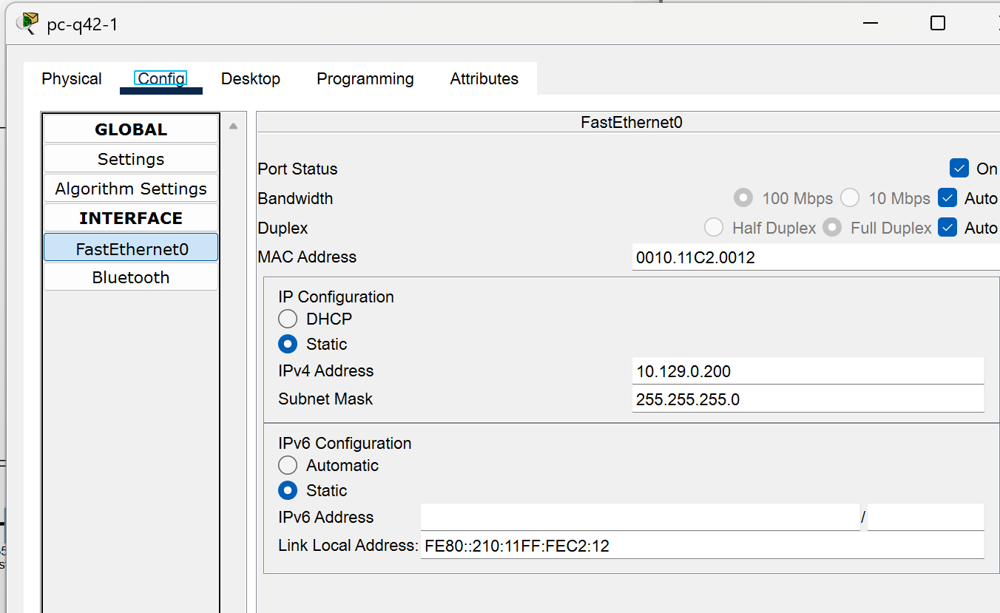 pc-q42-1
Physical Config Desktop Programming Attributes
GLOBAL
Settings
Algorithm Settings
INTERFACE
FastEthernet0
Bluetooth
FastEthernet0
Port Status On
Bandwidth 100 Mbps 10 Mbps Auto
Duplex Half Duplex Full Duplex Auto
MAC Address 0010.11C2.0012
IP Configuration
DHCP
Static
IPv4 Address 10.129.0.200
Subnet Mask 255.255.255.0
IPv6 Configuration
Automatic
Static
IPv6 Address /
Link Local Address: FE80::210:11FF:FEC2:12